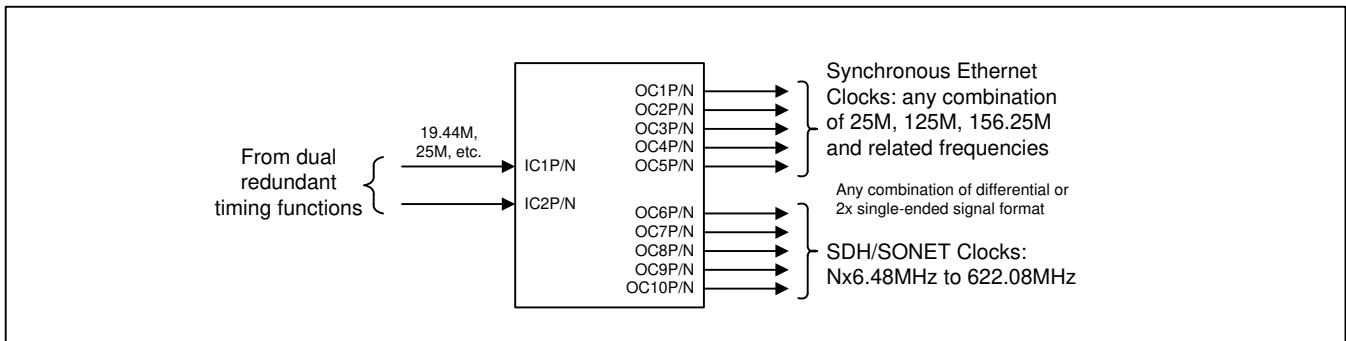 From dual
redundant
timing functions
19.44M,
25M, etc.
IC1P/N
IC2P/N
OC1P/N
OC2P/N
OC3P/N
OC4P/N
OC5P/N
OC6P/N
OC7P/N
OC8P/N
OC9P/N
OC10P/N
Synchronous Ethernet
Clocks: any combination
of 25M, 125M, 156.25M
and related frequencies
Any combination of differential or
2x single-ended signal format
SDH/SONET Clocks:
Nx6.48MHz to 622.08MHz